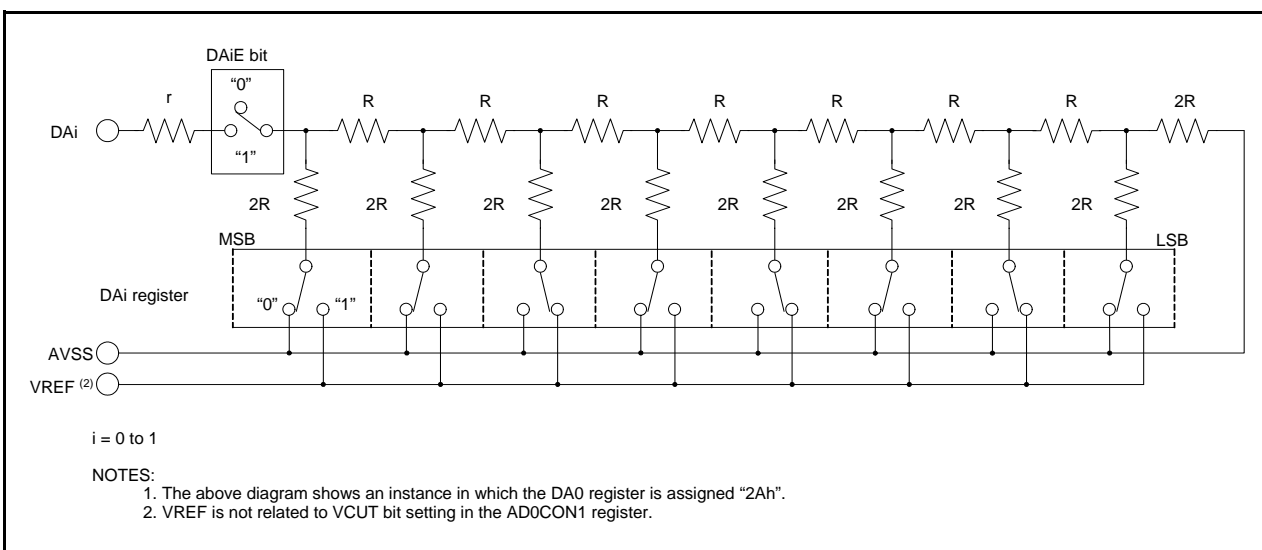 DAiE bit
“0”
r R R R R R R R 2R
DAi
“1”
2R 2R 2R 2R 2R 2R 2R 2R
MSB LSB
DAi register “0” “1”
AVSS
VREF (2)
i = 0 to 1
NOTES:
1. The above diagram shows an instance in which the DA0 register is assigned “2Ah”.
2. VREF is not related to VCUT bit setting in the AD0CON1 register.